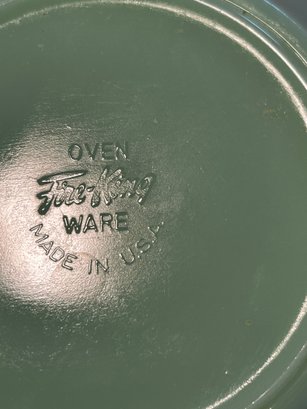 OVEN
Fire-King
WARE
MADE IN U.S.A.